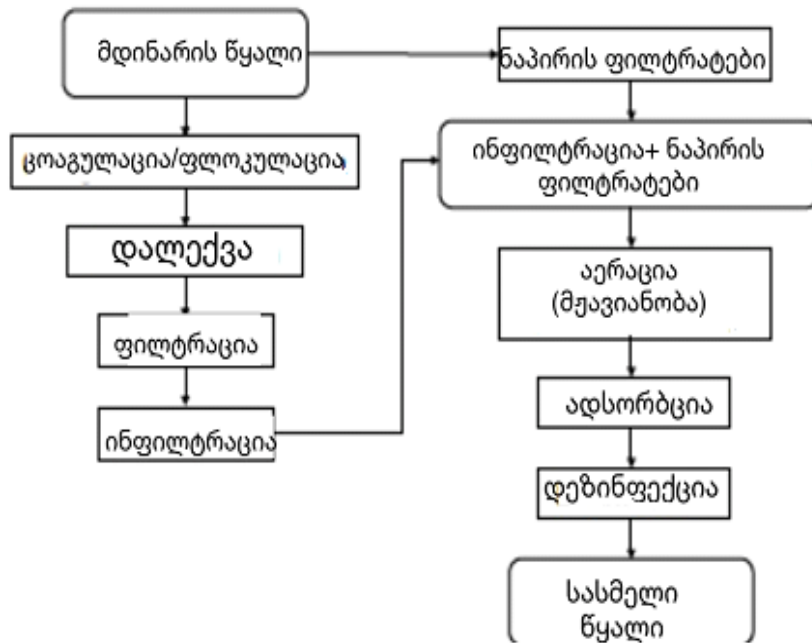 მდინარის წყალი
ნაპირის ფილტრატები
ცოაგულაცია/ფლოკულაცია
ინფილტრაცია+ ნაპირის
ფილტრატები
დალექვა
აერაცია
(მჟავიანობა)
ფილტრაცია
ადსორბცია
ინფილტრაცია
დეზინფექცია
სასმელი
წყალი